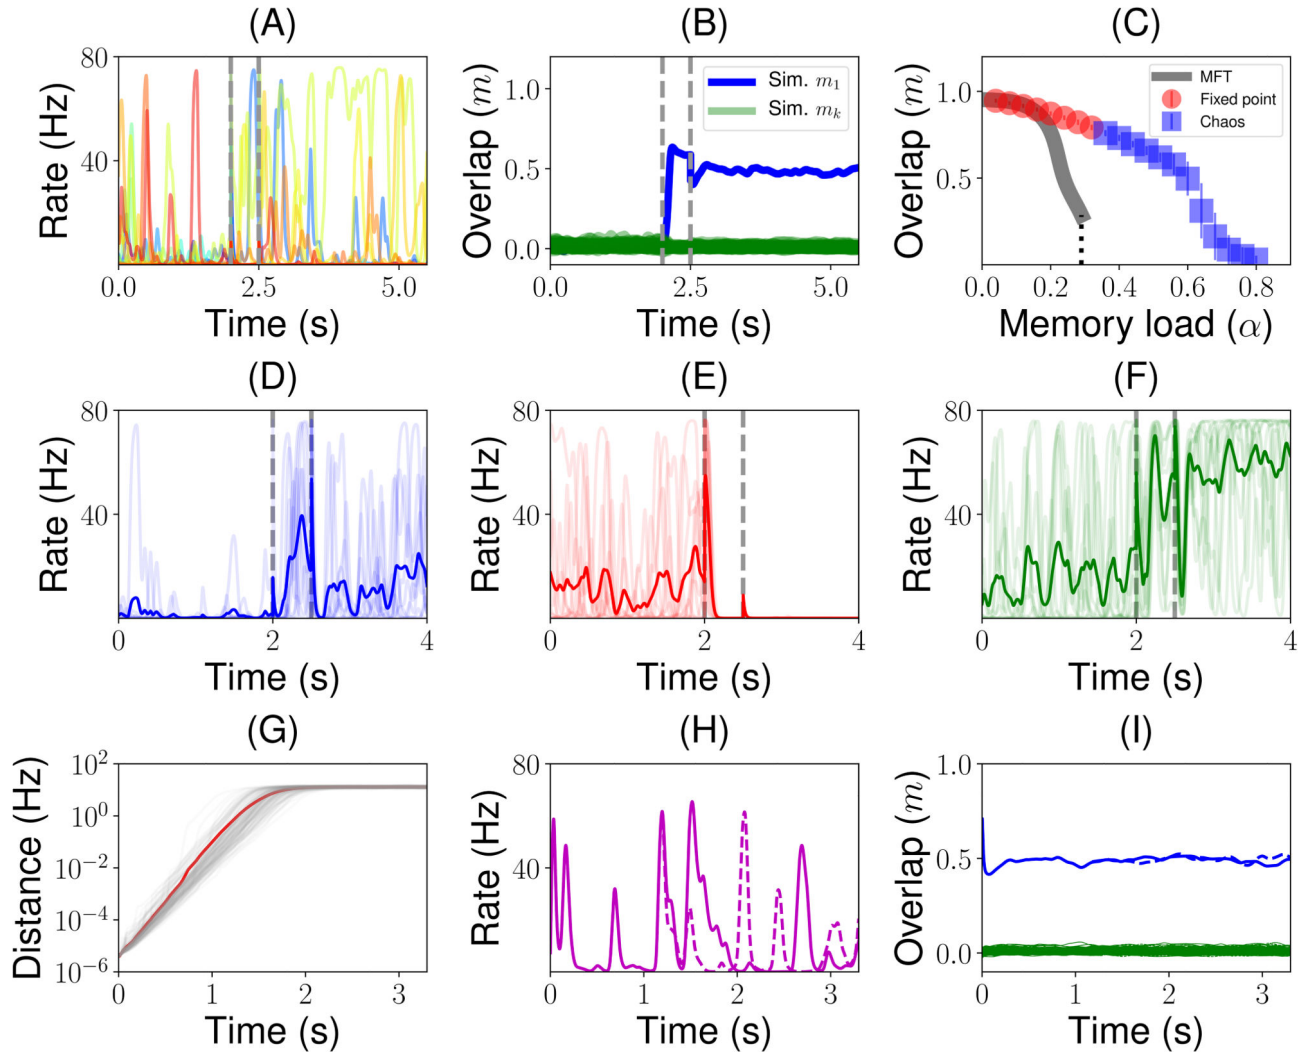 (A)
80
40
Rate (Hz)
0.0
2.5
5.0
Time (s)
(B)
1.0
0.5
0.0
Overlap (m)
Sim. m₁
Sim. mₖ
0.0
2.5
5.0
Time (s)
(C)
1.0
0.5
Overlap (m)
MFT
Fixed point
Chaos
0.0
0.2
0.4
0.6
0.8
Memory load (α)
(D)
80
40
Rate (Hz)
0
2
4
Time (s)
(E)
80
40
Rate (Hz)
0
2
4
Time (s)
(F)
80
40
Rate (Hz)
0
2
4
Time (s)
(G)
10²
10⁰
10⁻²
10⁻⁴
10⁻⁶
Distance (Hz)
0
1
2
3
Time (s)
(H)
80
40
Rate (Hz)
0
1
2
3
Time (s)
(I)
1.0
0.5
0.0
Overlap (m)
0
1
2
3
Time (s)